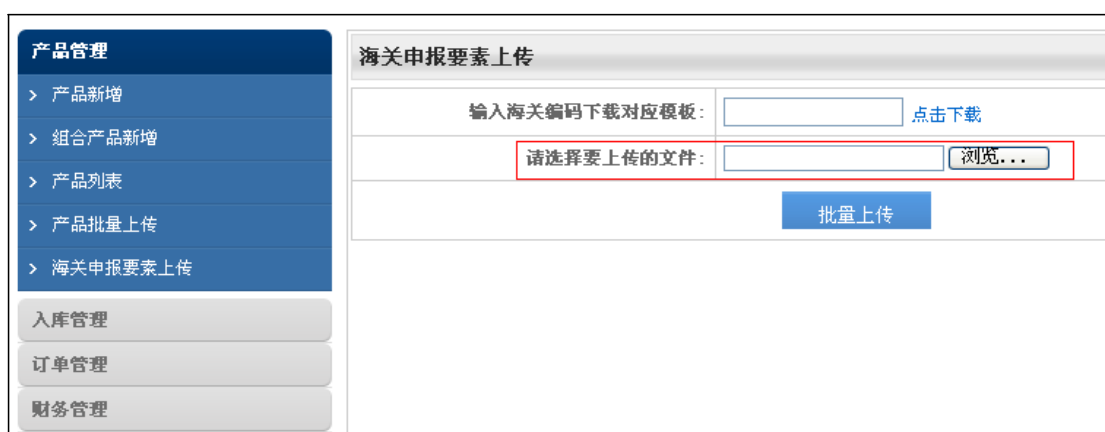 产品管理
> 产品新增
> 组合产品新增
> 产品列表
> 产品批量上传
> 海关申报要素上传
入库管理
订单管理
财务管理
海关申报要素上传
输入海关编码下载对应模板: 点击下载
请选择要上传的文件: 浏览...
批量上传